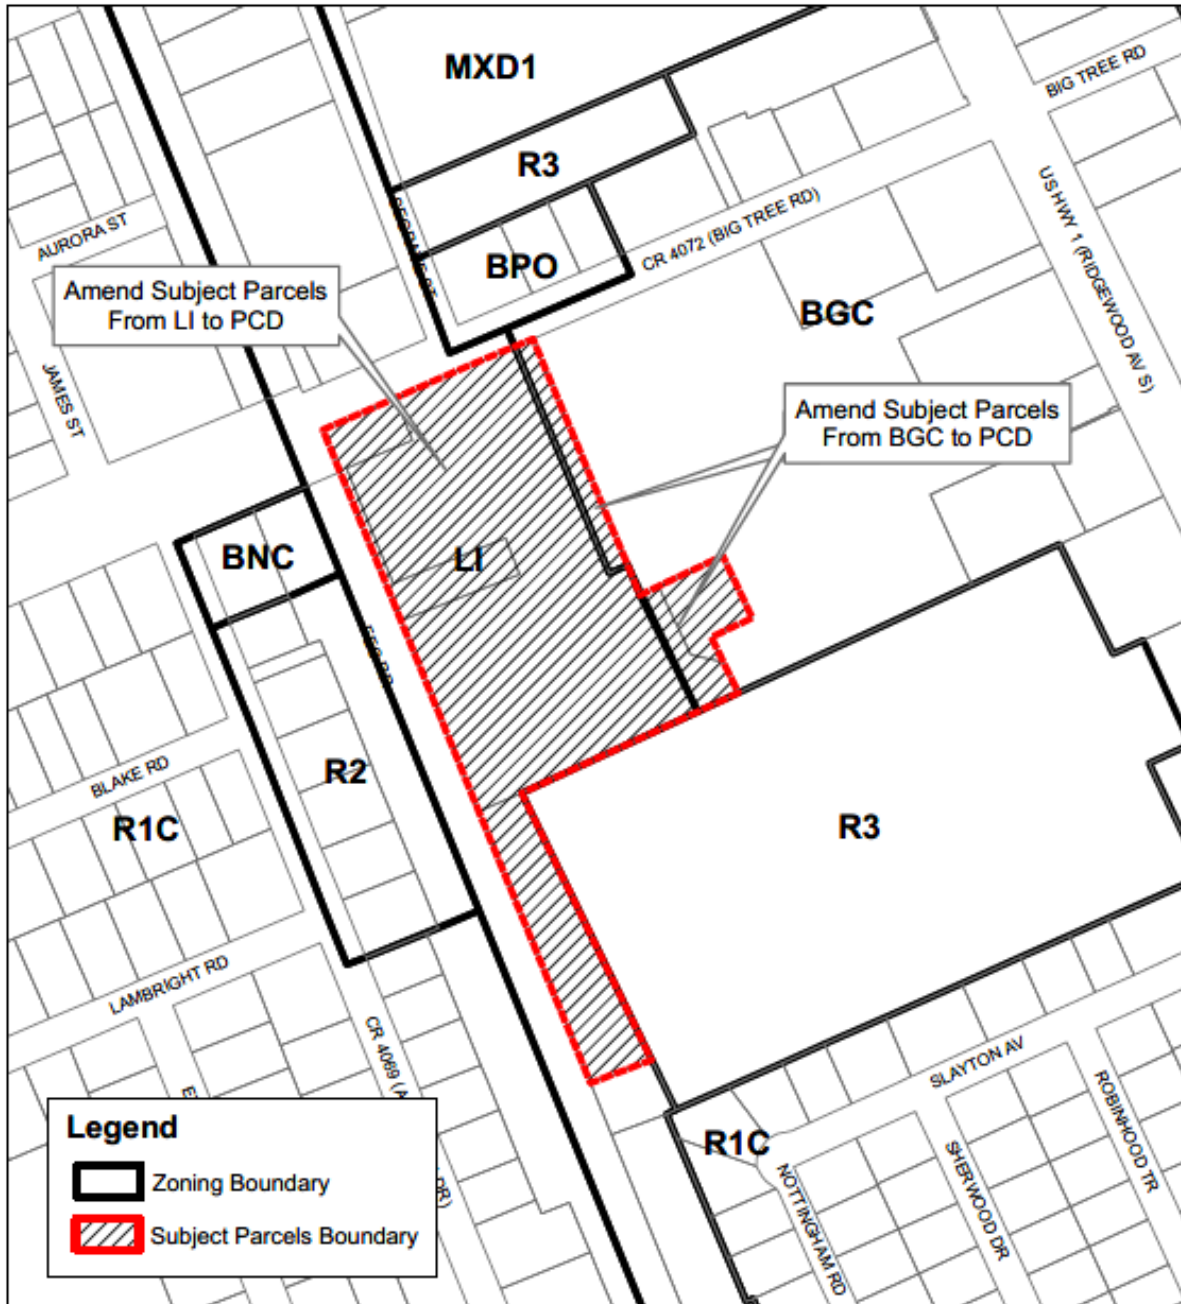 MXD1
BIG TREE RD
R3
AURORA ST
US HWY 1 (RIDGEWOOD AV S)
CR 4072 (BIG TREE RD)
BPO
Amend Subject Parcels
From LI to PCD
BGC
JAMES ST
Amend Subject Parcels
From BGC to PCD
BNC
LI
R2
BLAKE RD
R1C
R3
LAMBRIGHT RD
CR 4069 (A
DR)
SLAYTON AV
ROBINHOOD TR
R1C
SHERWOOD DR
NOTTINGHAM RD
Legend
Zoning Boundary
Subject Parcels Boundary